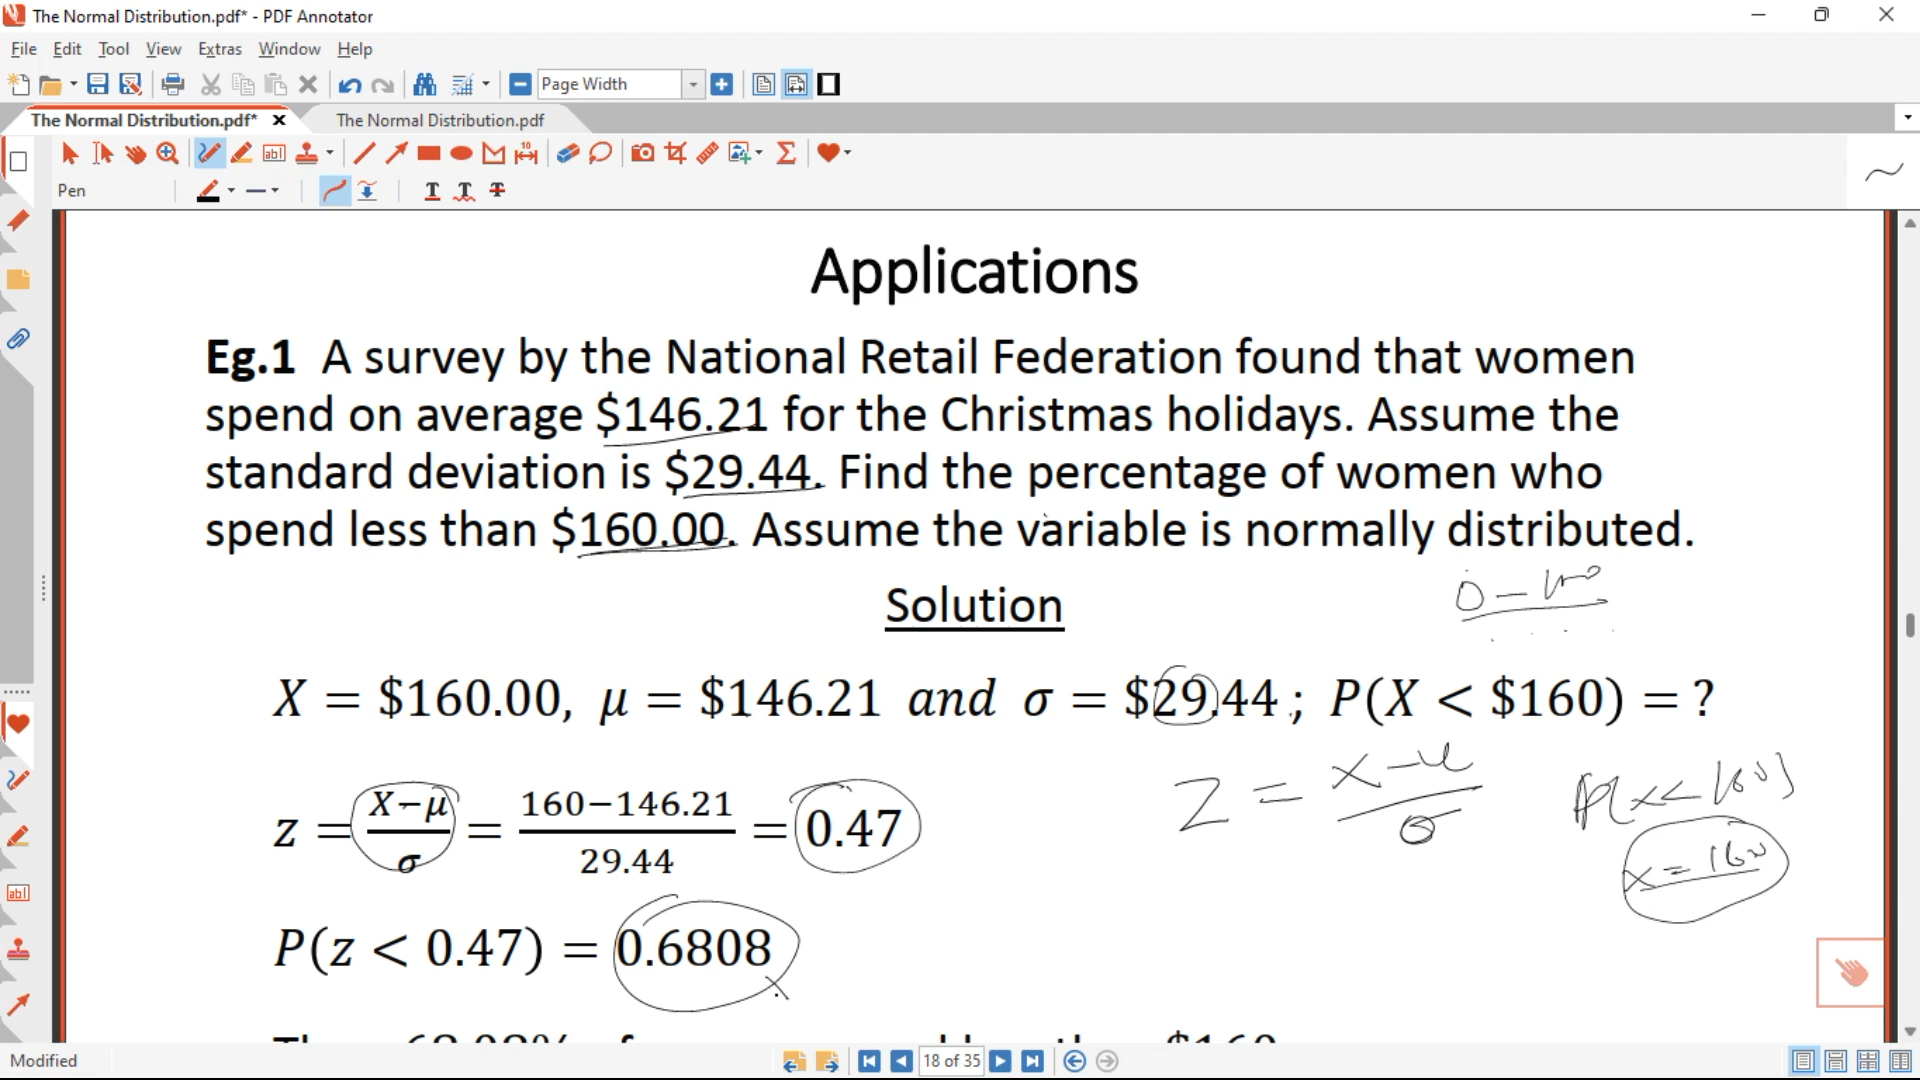 The Normal Distribution.pdf* - PDF Annotator
File Edit Tool View Extras Window Help
Page Width
The Normal Distribution.pdf*
The Normal Distribution.pdf
Pen
Applications
Eg.1 A survey by the National Retail Federation found that women
spend on average $146.21 for the Christmas holidays. Assume the
standard deviation is $29.44. Find the percentage of women who
spend less than $160.00. Assume the variable is normally distributed.
Solution
X = $160.00, μ = $146.21 and σ = $29.44 ; P(X < $160) = ?
z = X−μ/σ = 160−146.21/29.44 = 0.47
Z = x-μ/σ
P(x<160)
x=160
P(z < 0.47) = 0.6808
Modified
18 of 35